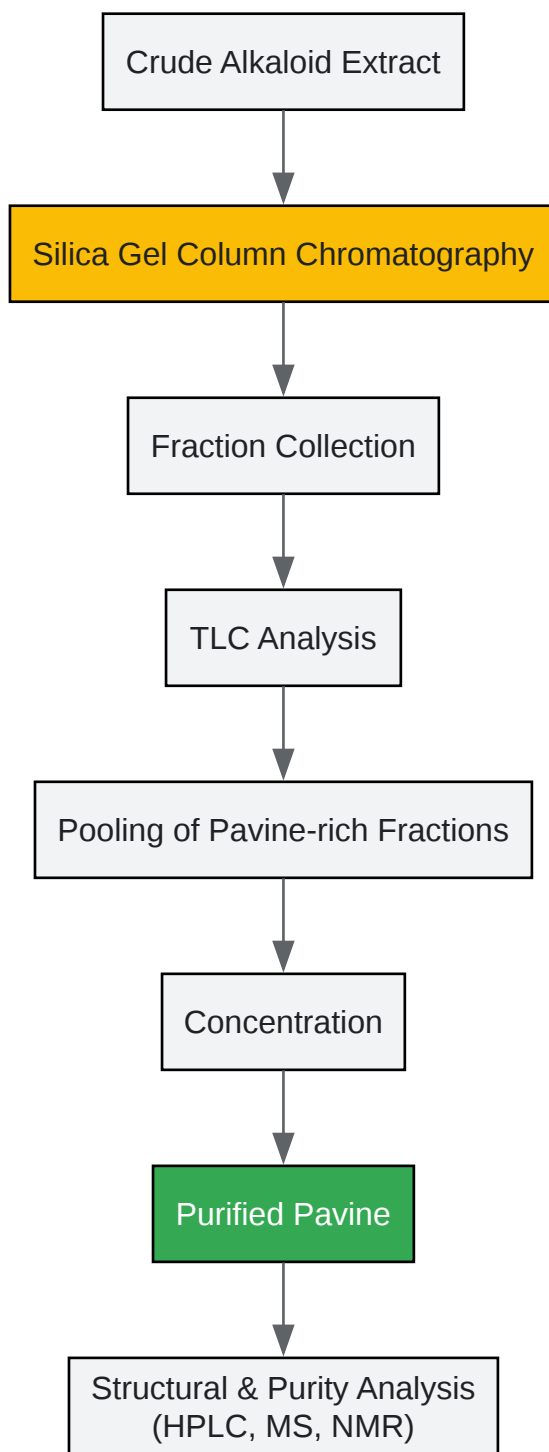 Crude Alkaloid Extract
Silica Gel Column Chromatography
Fraction Collection
TLC Analysis
Pooling of Pavine-rich Fractions
Concentration
Purified Pavine
Structural & Purity Analysis
(HPLC, MS, NMR)